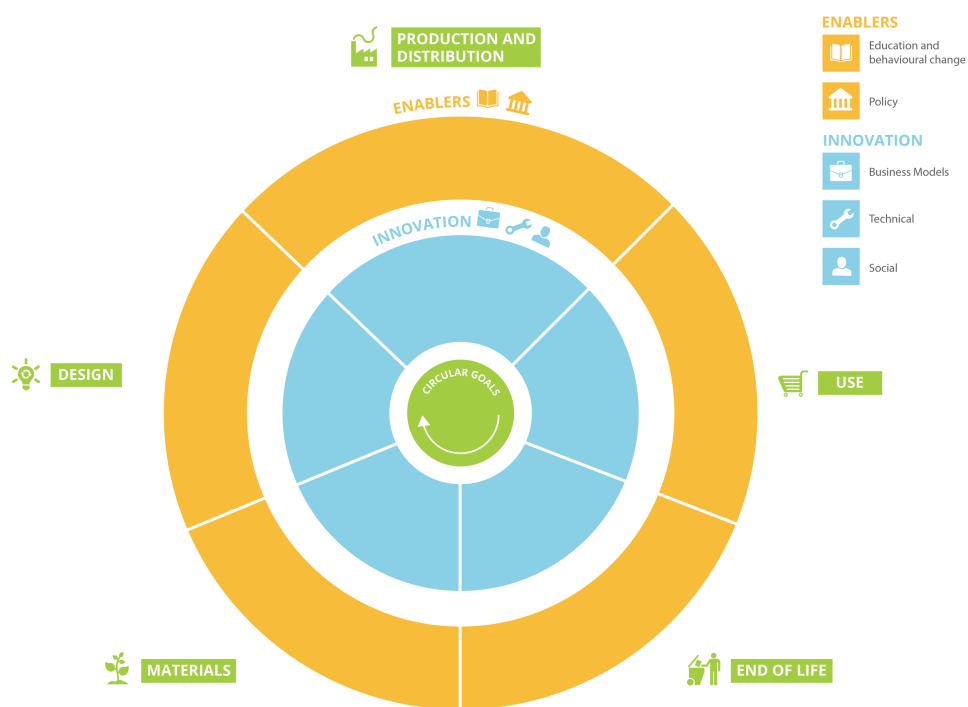 PRODUCTION AND
DISTRIBUTION
ENABLERS
INNOVATION
CIRCULAR GOALS
DESIGN
USE
MATERIALS
END OF LIFE
ENABLERS
Education and
behavioural change
Policy
INNOVATION
Business Models
Technical
Social